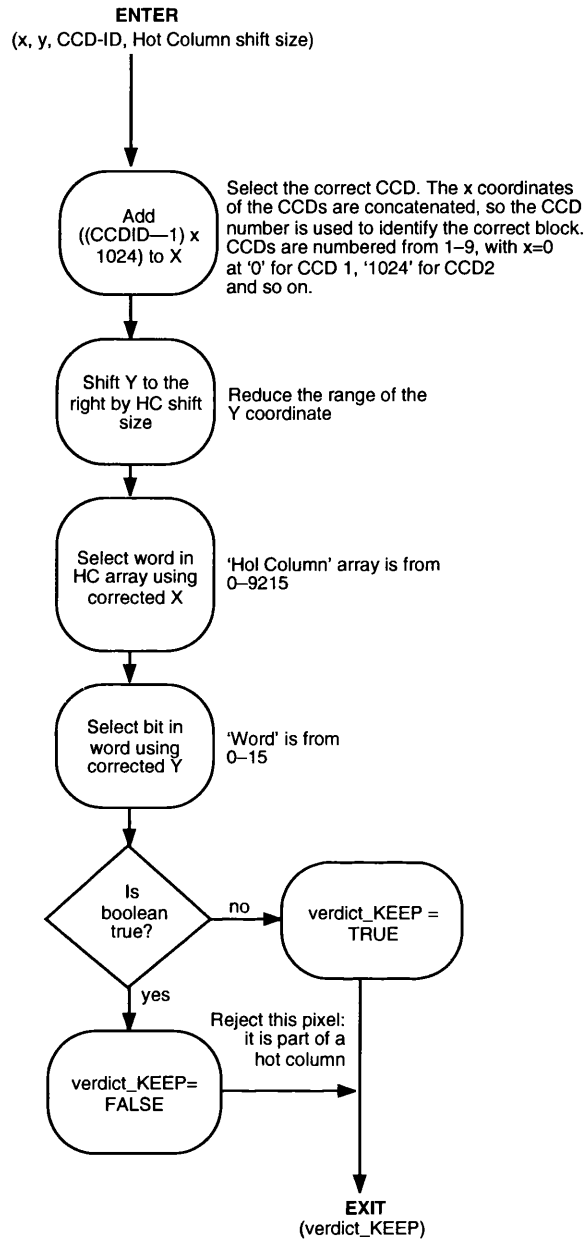 ENTER
(x, y, CCD-ID, Hot Column shift size)
Add
((CCDID—1) x
1024) to X
Select the correct CCD. The x coordinates
of the CCDs are concatenated, so the CCD
number is used to identify the correct block.
CCDs are numbered from 1–9, with x=0
at ‘0’ for CCD 1, ‘1024’ for CCD2
and so on.
Shift Y to the
right by HC shift
size
Reduce the range of the
Y coordinate
Select word in
HC array using
corrected X
‘Hol Column’ array is from
0–9215
Select bit in
word using
corrected Y
‘Word’ is from
0–15
Is
boolean
true?
no
verdict_KEEP =
TRUE
yes
Reject this pixel:
it is part of a
hot column
verdict_KEEP=
FALSE
EXIT
(verdict_KEEP)